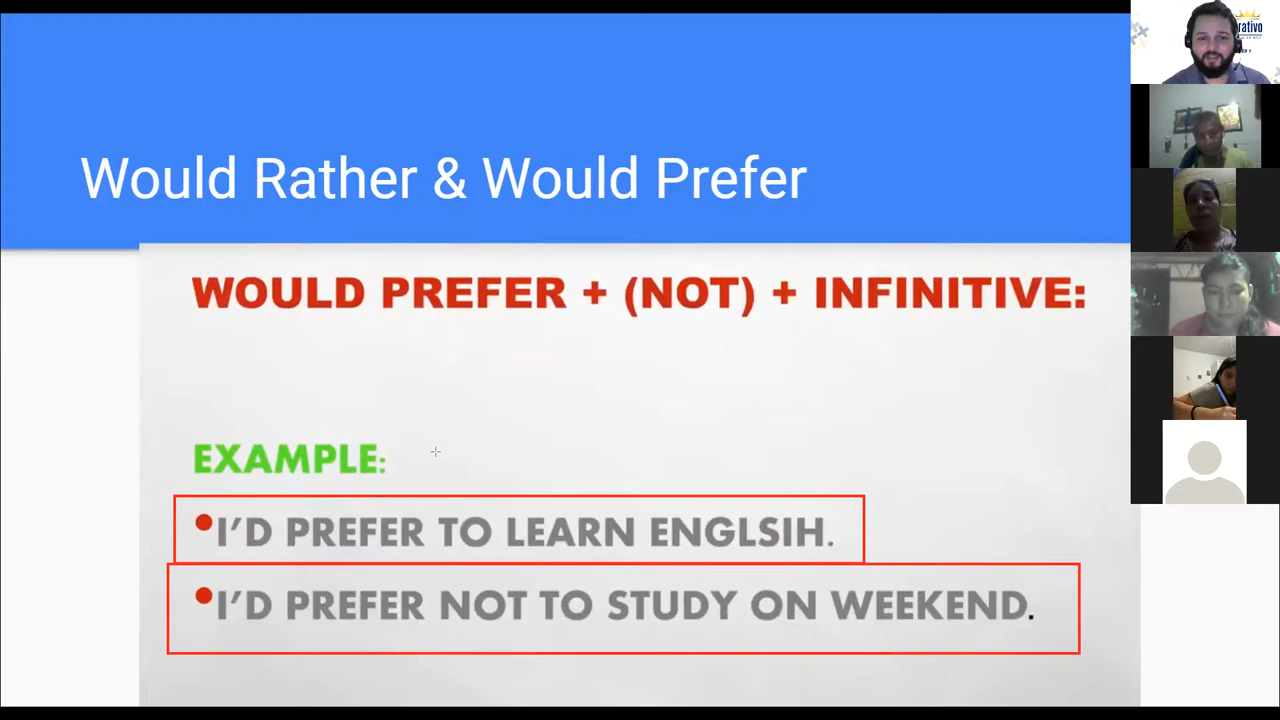 Would Rather & Would Prefer
WOULD PREFER + (NOT) + INFINITIVE:
EXAMPLE:
•I'D PREFER TO LEARN ENGLSIH.
•I'D PREFER NOT TO STUDY ON WEEKEND.